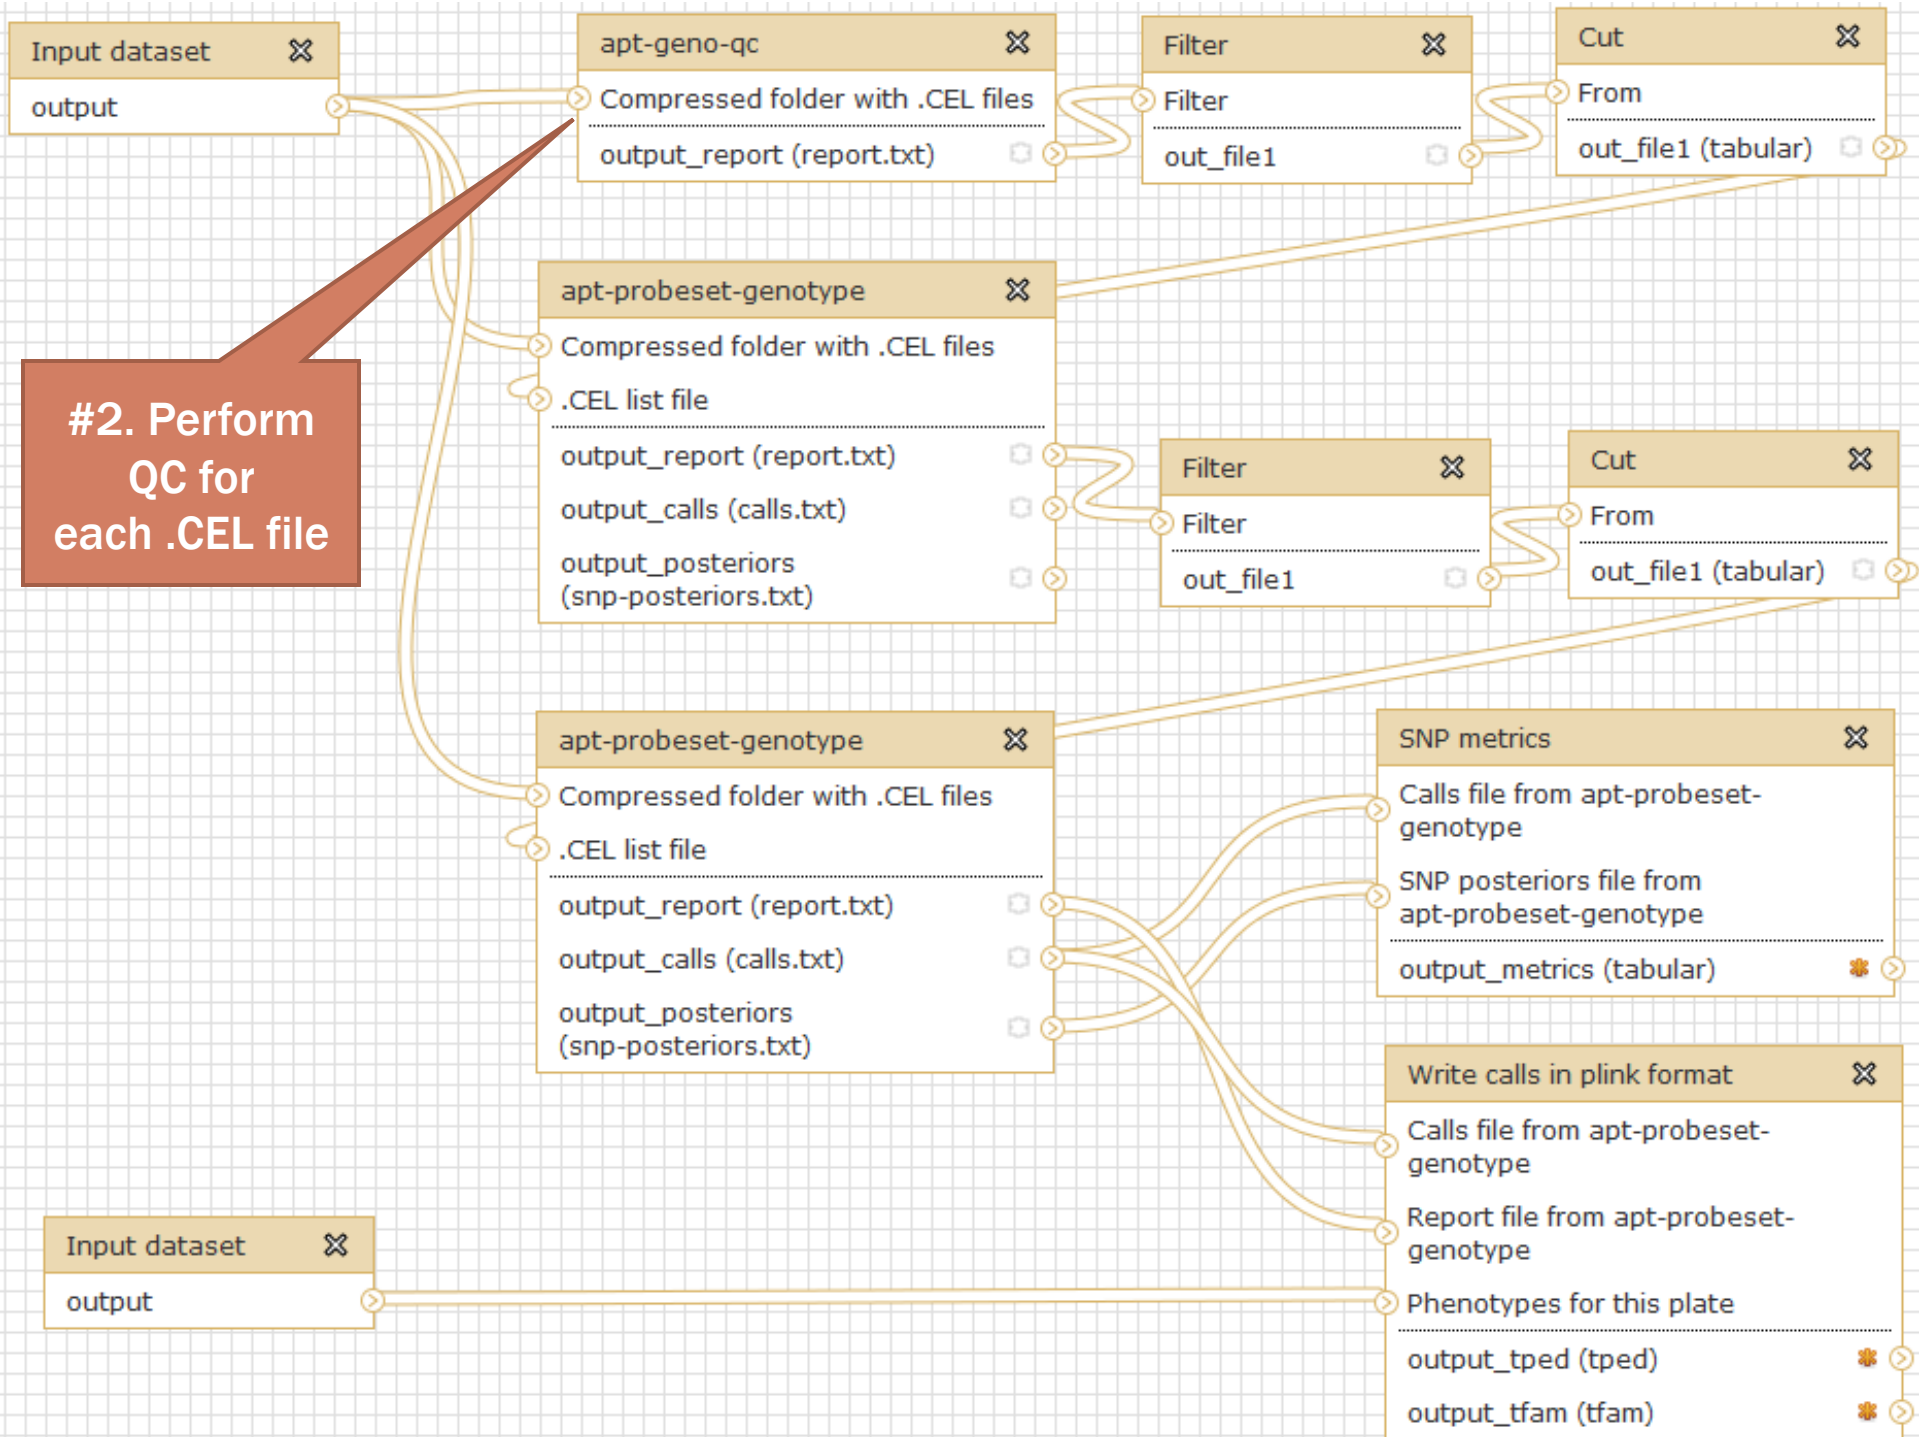 Input dataset
output
apt-geno-qc
Compressed folder with .CEL files
output_report (report.txt)
Filter
Filter
out_file1
Cut
From
out_file1 (tabular)
apt-probeset-genotype
Compressed folder with .CEL files
.CEL list file
output_report (report.txt)
output_calls (calls.txt)
output_posteriors
(snp-posteriors.txt)
#2. Perform
QC for
each .CEL file
Filter
Filter
out_file1
Cut
From
out_file1 (tabular)
apt-probeset-genotype
Compressed folder with .CEL files
.CEL list file
output_report (report.txt)
output_calls (calls.txt)
output_posteriors
(snp-posteriors.txt)
SNP metrics
Calls file from apt-probeset-
genotype
SNP posteriors file from
apt-probeset-genotype
output_metrics (tabular)
Write calls in plink format
Calls file from apt-probeset-
genotype
Report file from apt-probeset-
genotype
Phenotypes for this plate
output_tped (tped)
output_tfam (tfam)
Input dataset
output